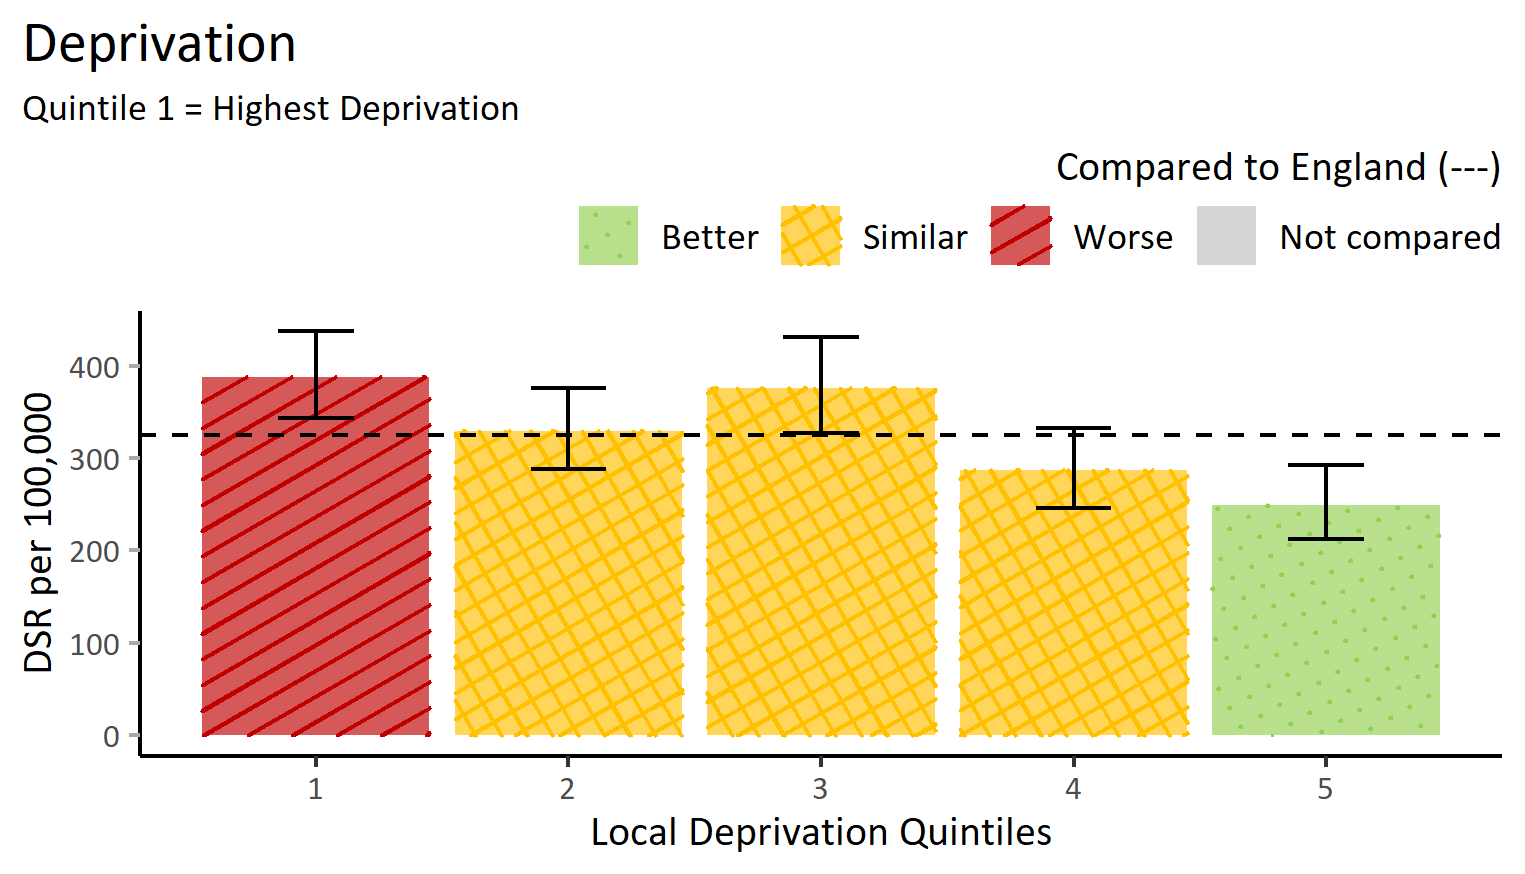 Deprivation
Quintile 1 = Highest Deprivation
Compared to England (---)
Better Similar Worse Not compared
DSR per 100,000
400
300
200
100
0
1 2 3 4 5
Local Deprivation Quintiles